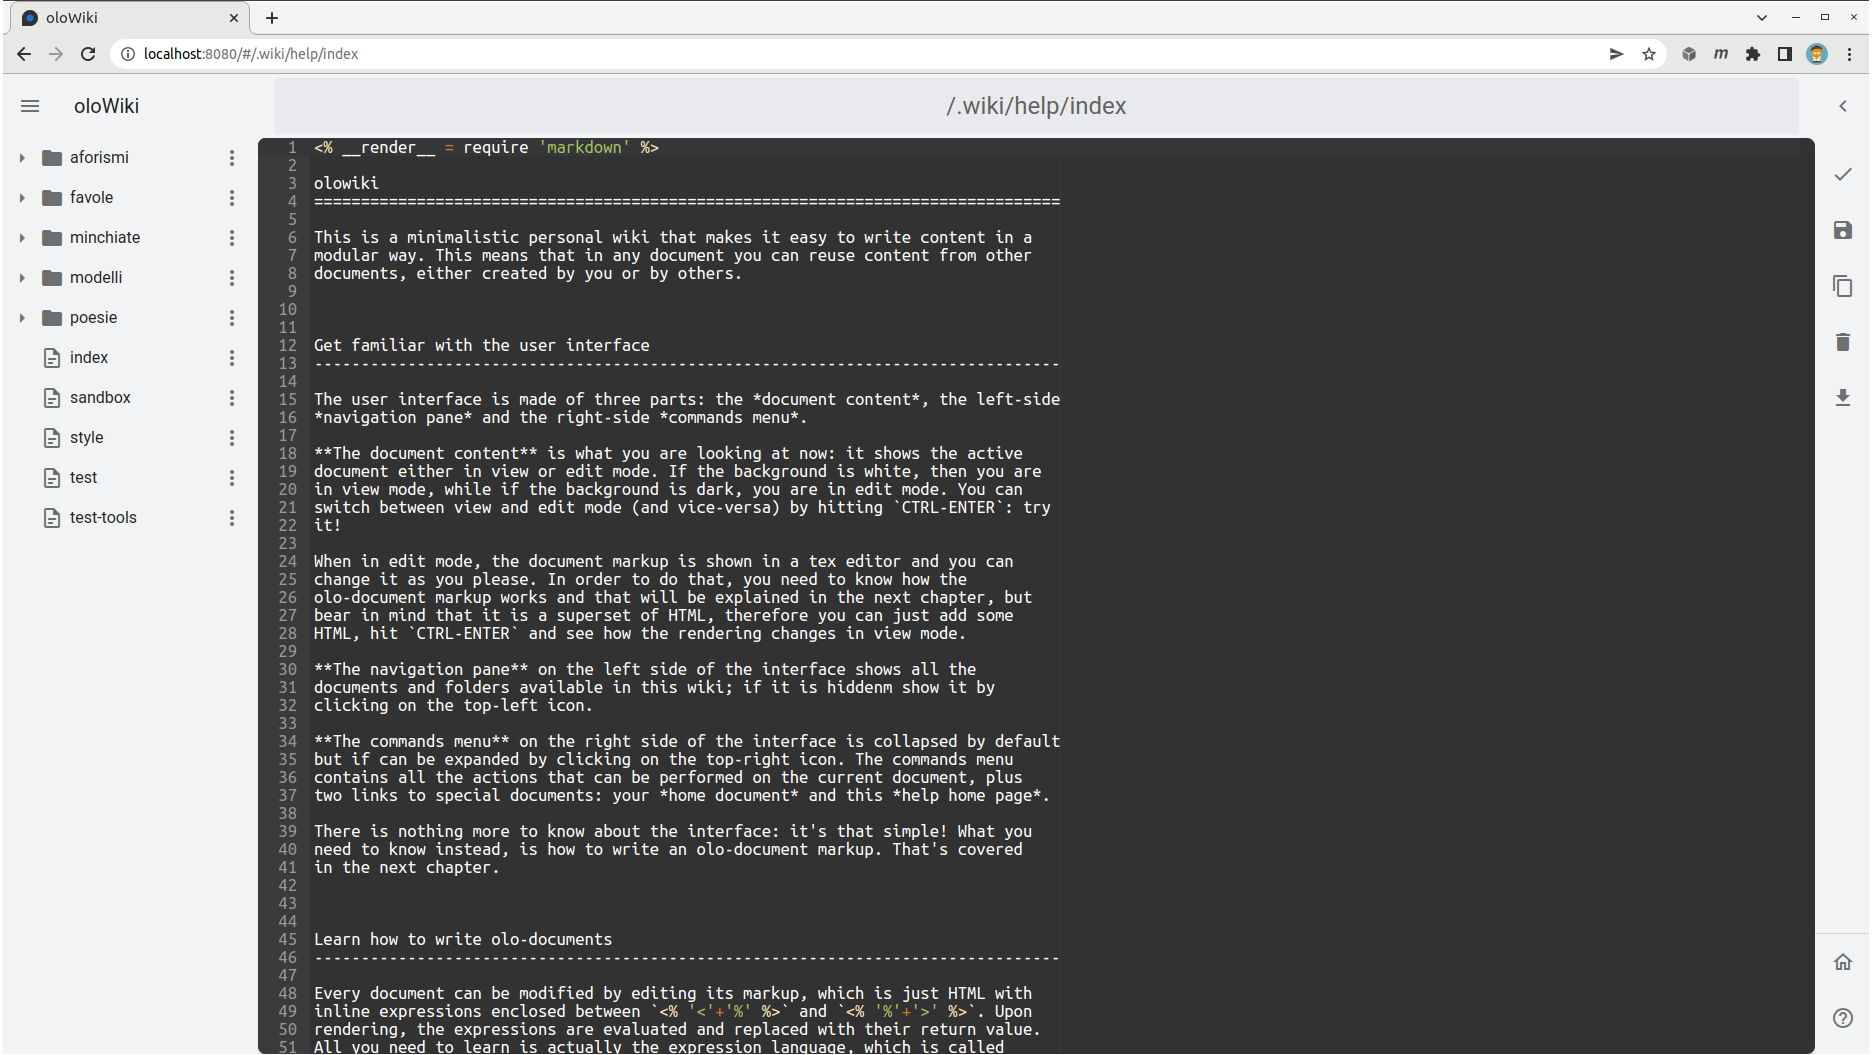 oloWiki
localhost:8080/#/.wiki/help/index
m
oloWiki
/.wiki/help/index
aforismi
favole
minchiate
modelli
poesie
index
sandbox
style
test
test-tools
1 <% __render__ = require 'markdown' %>
2
3 olowiki
4 ================================================================================
5
6 This is a minimalistic personal wiki that makes it easy to write content in a
7 modular way. This means that in any document you can reuse content from other
8 documents, either created by you or by others.
9
10
11
12 Get familiar with the user interface
13 --------------------------------------------------------------------------------
14
15 The user interface is made of three parts: the *document content*, the left-side
16 *navigation pane* and the right-side *commands menu*.
17
18 **The document content** is what you are looking at now: it shows the active
19 document either in view or edit mode. If the background is white, then you are
20 in view mode, while if the background is dark, you are in edit mode. You can
21 switch between view and edit mode (and vice-versa) by hitting `CTRL-ENTER`: try
22 it!
23
24 When in edit mode, the document markup is shown in a tex editor and you can
25 change it as you please. In order to do that, you need to know how the
26 olo-document markup works and that will be explained in the next chapter, but
27 bear in mind that it is a superset of HTML, therefore you can just add some
28 HTML, hit `CTRL-ENTER` and see how the rendering changes in view mode.
29
30 **The navigation pane** on the left side of the interface shows all the
31 documents and folders available in this wiki; if it is hiddenm show it by
32 clicking on the top-left icon.
33
34 **The commands menu** on the right side of the interface is collapsed by default
35 but if can be expanded by clicking on the top-right icon. The commands menu
36 contains all the actions that can be performed on the current document, plus
37 two links to special documents: your *home document* and this *help home page*.
38
39 There is nothing more to know about the interface: it's that simple! What you
40 need to know instead, is how to write an olo-document markup. That's covered
41 in the next chapter.
42
43
44
45 Learn how to write olo-documents
46 --------------------------------------------------------------------------------
47
48 Every document can be modified by editing its markup, which is just HTML with
49 inline expressions enclosed between `<% '<'+'%' %>` and `<% '%'+'>' %>`. Upon
50 rendering, the expressions are evaluated and replaced with their return value.
51 All you need to learn is actually the expression language, which is called